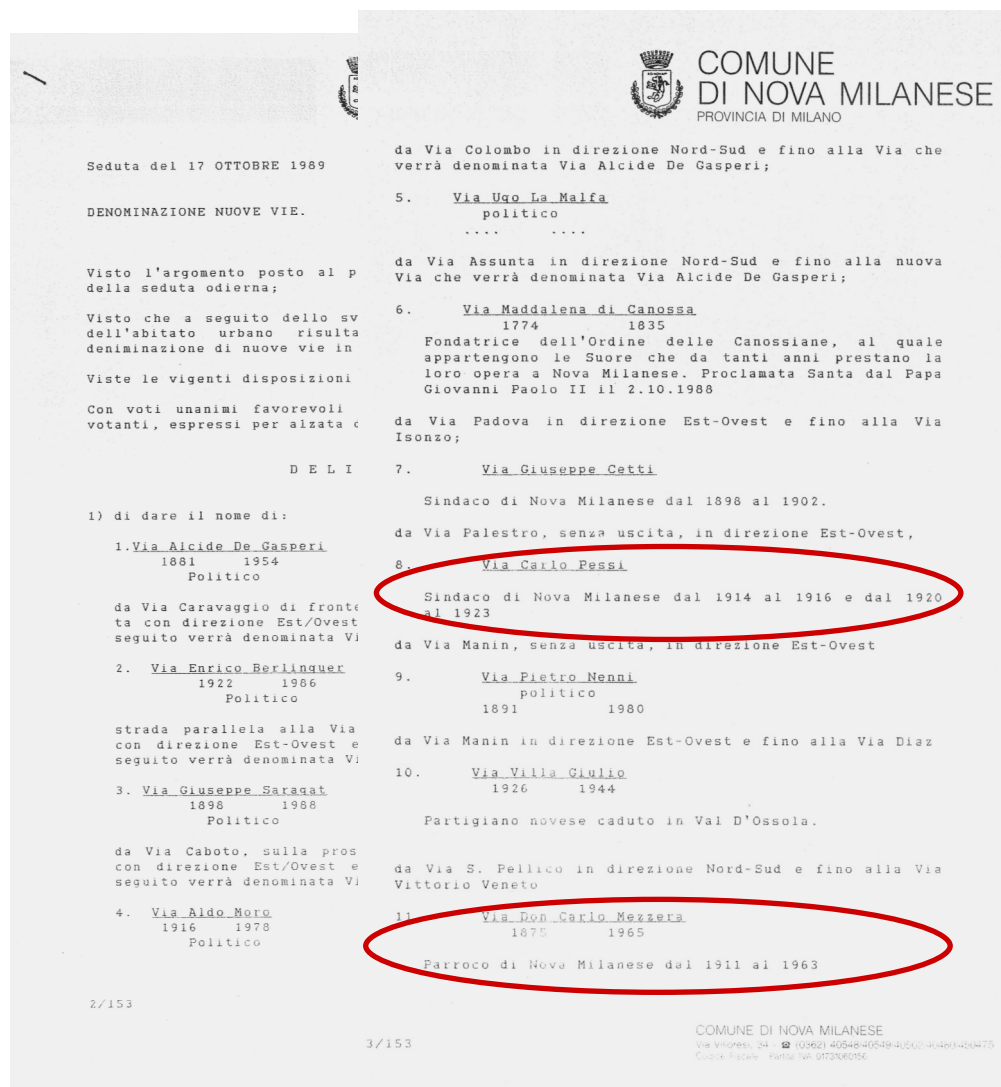 Seduta del 17 OTTOBRE 1989
DENOMINAZIONE NUOVE VIE.
Visto l'argomento posto al p
della seduta odierna;
Visto che a seguito dello sv
dell'abitato urbano risulta
deniminazione di nuove vie in
Viste le vigenti disposizioni
Con voti unanimi favorevoli
votanti, espressi per alzata d
D E L I
1) di dare il nome di:
1.Via Alcide De Gasperi
1881 1954
Politico
da Via Caravaggio di fronte
ta con direzione Est/Ovest
seguito verrà denominata Vi
2. Via Enrico Berlinguer
1922 1986
Politico
strada parallela alla Via
con direzione Est-Ovest e
seguito verrà denominata Vi
3. Via Giuseppe Saragat
1898 1988
Politico
da Via Caboto, sulla pros
con direzione Est/Ovest e
seguito verrà denominata Vi
4. Via Aldo Moro
1916 1978
Politico
2/153
COMUNE
DI NOVA MILANESE
PROVINCIA DI MILANO
da Via Colombo in direzione Nord-Sud e fino alla Via che
verrà denominata Via Alcide De Gasperi;
5. Via Ugo La Malfa
politico
.... ....
da Via Assunta in direzione Nord-Sud e fino alla nuova
Via che verrà denominata Via Alcide De Gasperi;
6. Via Maddalena di Canossa
1774 1835
Fondatrice dell'Ordine delle Canossiane, al quale
appartengono le Suore che da tanti anni prestano la
loro opera a Nova Milanese. Proclamata Santa dal Papa
Giovanni Paolo II il 2.10.1988
da Via Padova in direzione Est-Ovest e fino alla Via
Isonzo;
7. Via Giuseppe Cetti
Sindaco di Nova Milanese dal 1898 al 1902.
da Via Palestro, senza uscita, in direzione Est-Ovest,
8. Via Carlo Pessi
Sindaco di Nova Milanese dal 1914 al 1916 e dal 1920
al 1923
da Via Manin, senza uscita, in direzione Est-Ovest
9. Via Pietro Nenni
politico
1891 1980
da Via Manin in direzione Est-Ovest e fino alla Via Diaz
10. Via Villa Giulio
1926 1944
Partigiano novese caduto in Val D'Ossola.
da Via S. Pellico in direzione Nord-Sud e fino alla Via
Vittorio Veneto
11 Via Don Carlo Mezzera
1875 1965
Parroco di Nova Milanese dal 1911 al 1963
3/153
COMUNE DI NOVA MILANESE
Codice Fiscale - Partita IVA